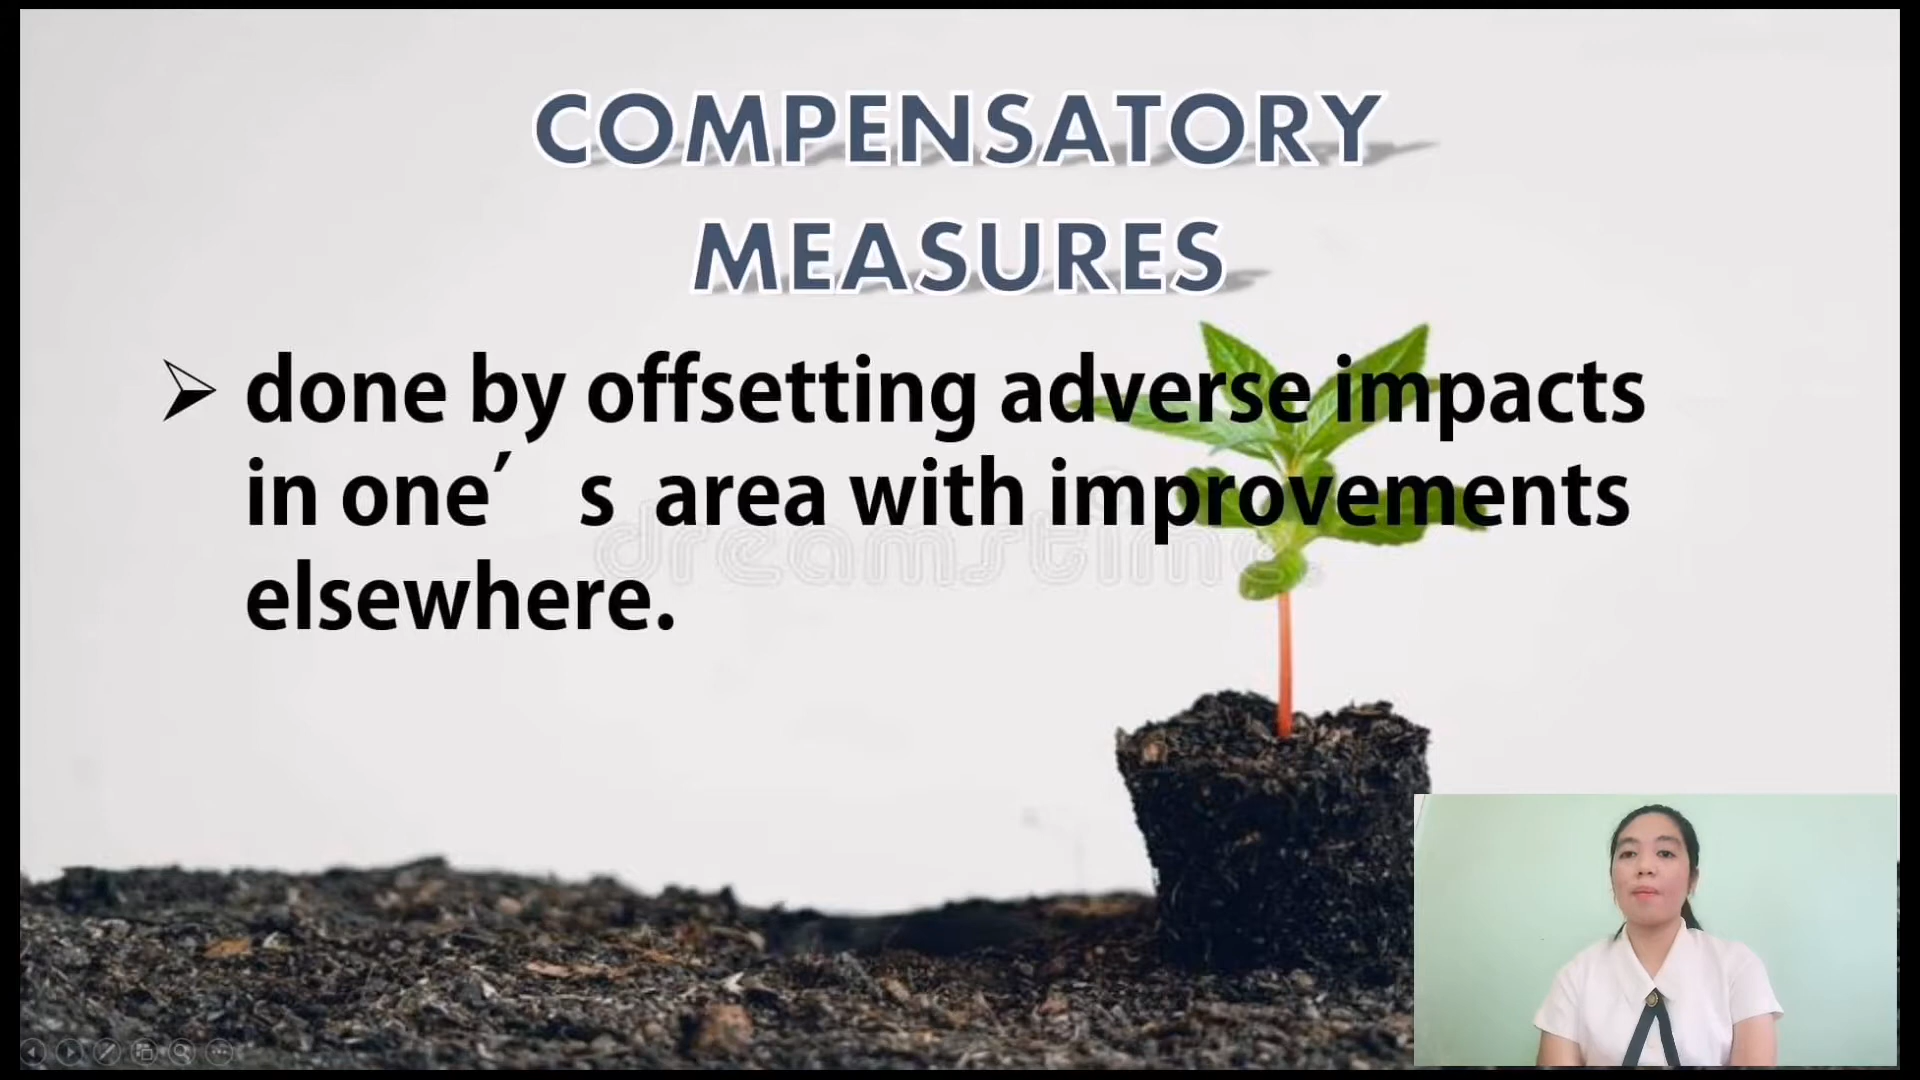 COMPENSATORY
MEASURES
➢ done by offsetting adverse impacts
in one′ s area with improvements
elsewhere.
dreamstime.